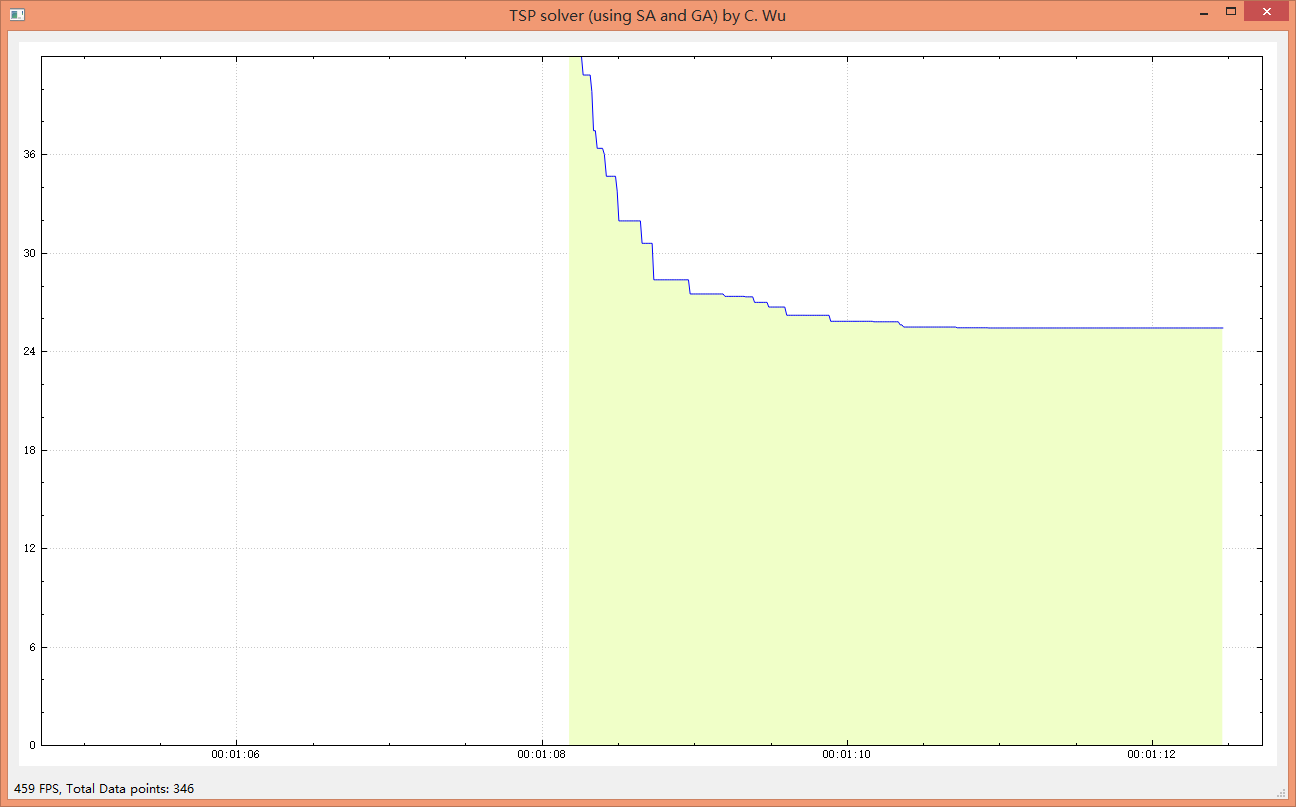 TSP solver (using SA and GA) by C. Wu
36
30
24
18
12
6
0
00:01:06 00:01:08 00:01:10 00:01:12
459 FPS, Total Data points: 346